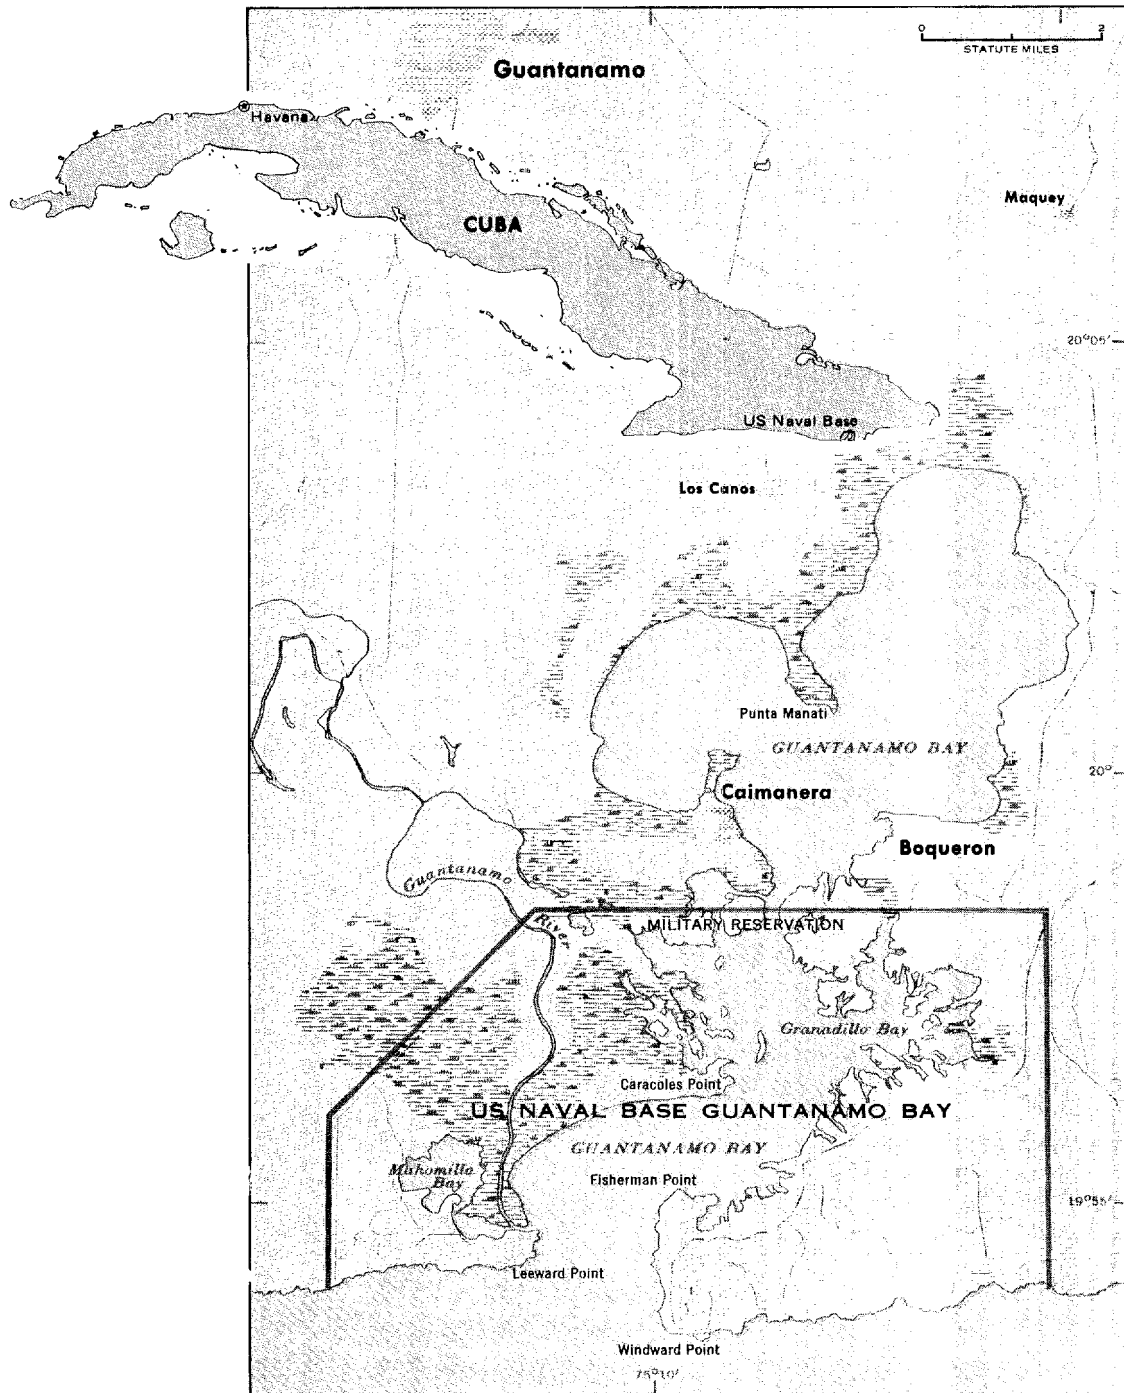 0 2
STATUTE MILES
Guantanamo
Havana
Maquey
CUBA
20°05'
US Naval Base
Los Canos
Punta Manati
GUANTANAMO BAY
20°
Caimanera
Boqueron
Guantanamo
River
MILITARY RESERVATION
Granadillo Bay
Caracoles Point
US NAVAL BASE GUANTANAMO BAY
GUANTANAMO BAY
Mahomilla
Bay
Fisherman Point
19°55'
Leeward Point
Windward Point
75°10'